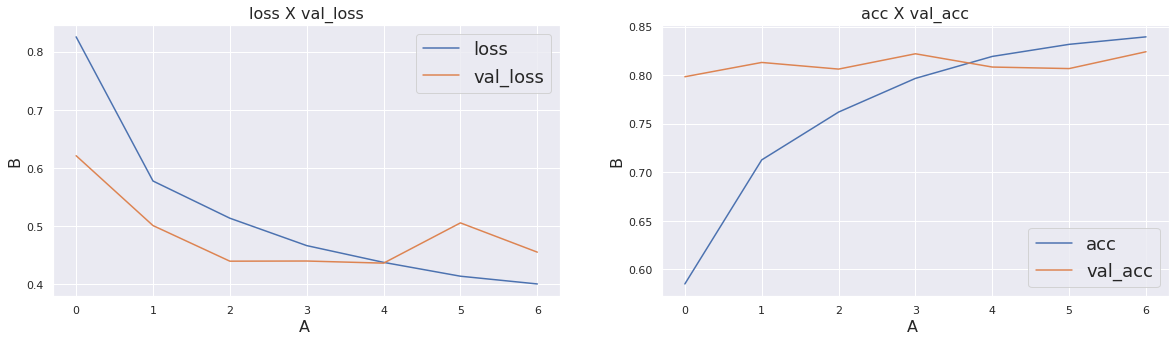 loss X val_loss
0.8
0.7
0.6
0.5
0.4
B
loss
val_loss
0 1 2 3 4 5 6
A
acc X val_acc
0.85
0.80
0.75
0.70
0.65
0.60
B
acc
val_acc
0 1 2 3 4 5 6
A